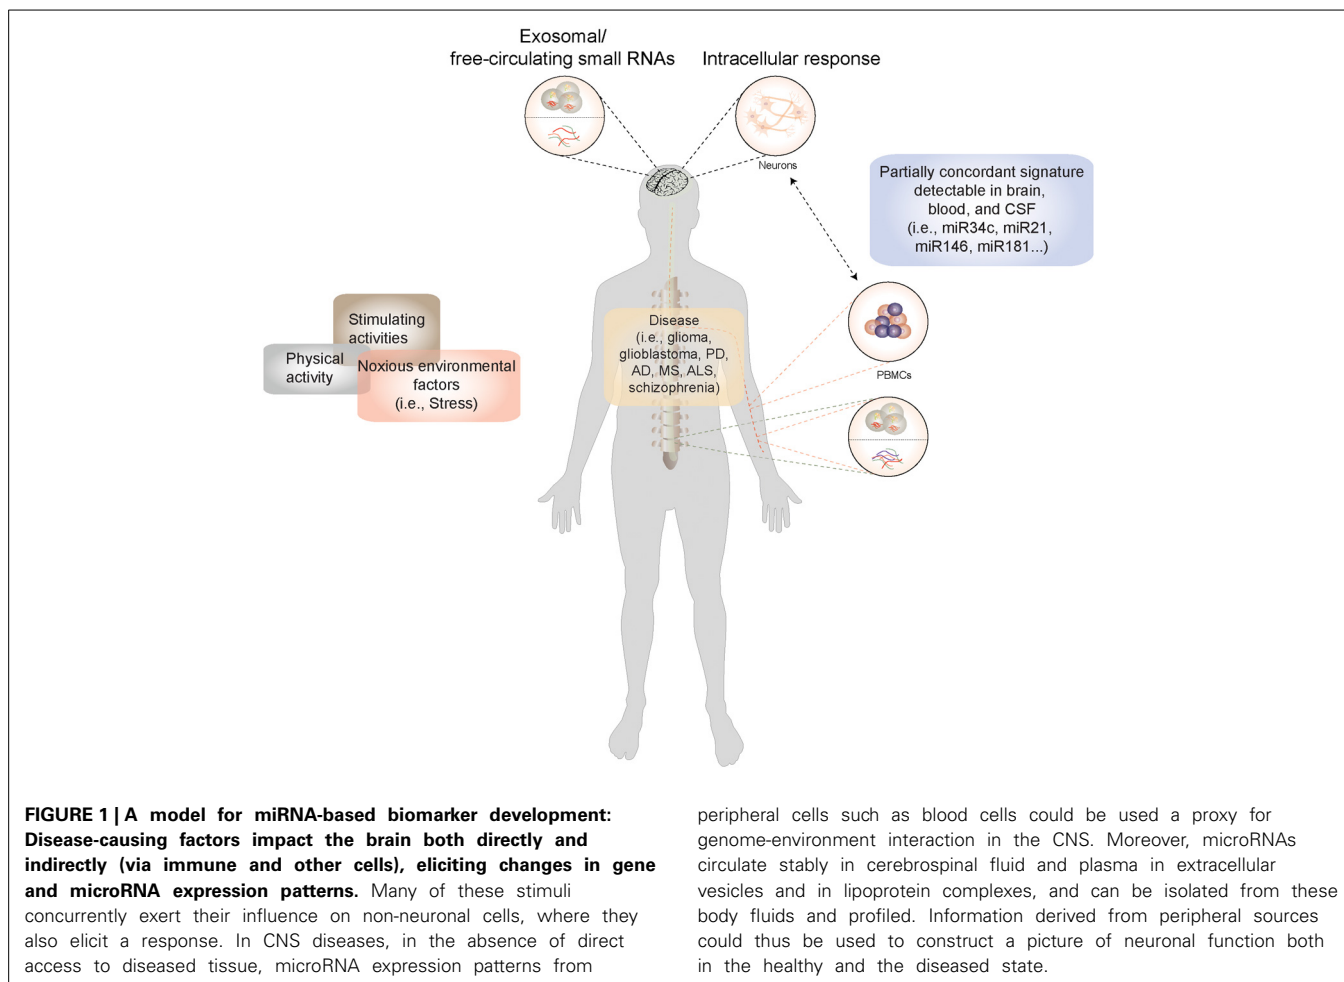 Exosomal/
free-circulating small RNAs
Intracellular response
Neurons
Partially concordant signature
detectable in brain,
blood, and CSF
(i.e., miR34c, miR21,
miR146, miR181...)
Stimulating
activities
Physical
activity
Noxious environmental
factors
(i.e., Stress)
Disease
(i.e., glioma,
glioblastoma, PD,
AD, MS, ALS,
schizophrenia)
PBMCs
FIGURE 1 | A model for miRNA-based biomarker development:
Disease-causing factors impact the brain both directly and
indirectly (via immune and other cells), eliciting changes in gene
and microRNA expression patterns. Many of these stimuli
concurrently exert their influence on non-neuronal cells, where they
also elicit a response. In CNS diseases, in the absence of direct
access to diseased tissue, microRNA expression patterns from
peripheral cells such as blood cells could be used a proxy for
genome-environment interaction in the CNS. Moreover, microRNAs
circulate stably in cerebrospinal fluid and plasma in extracellular
vesicles and in lipoprotein complexes, and can be isolated from these
body fluids and profiled. Information derived from peripheral sources
could thus be used to construct a picture of neuronal function both
in the healthy and the diseased state.